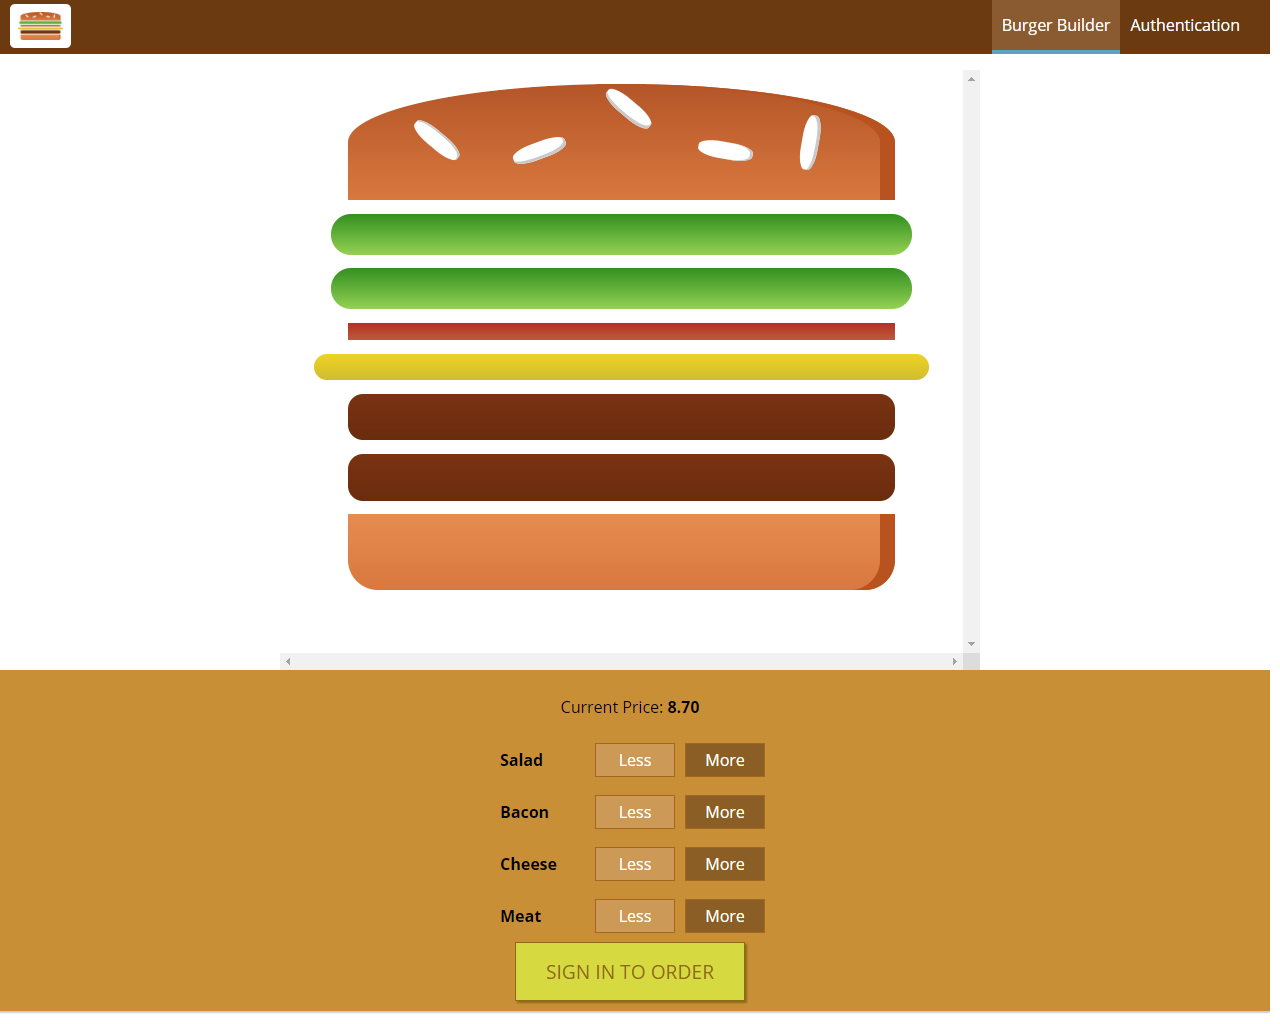 Burger Builder Authentication
Current Price: 8.70
Salad Less More
Bacon Less More
Cheese Less More
Meat Less More
SIGN IN TO ORDER